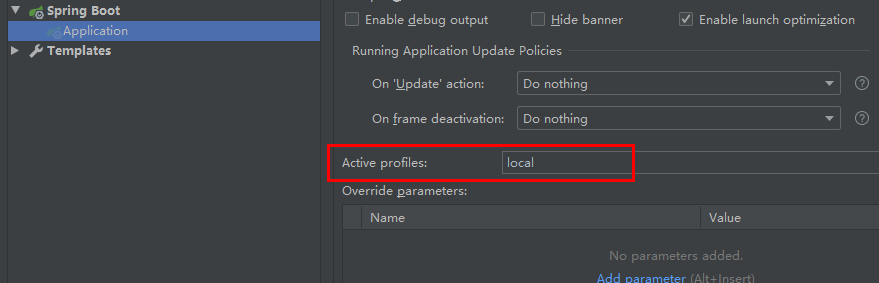 Spring Boot
Application
Templates
Enable debug output
Hide banner
Enable launch optimization
Running Application Update Policies
On 'Update' action:
Do nothing
?
On frame deactivation:
Do nothing
?
Active profiles:
local
Override parameters:
Name
Value
No parameters added.
Add parameter (Alt+Insert)